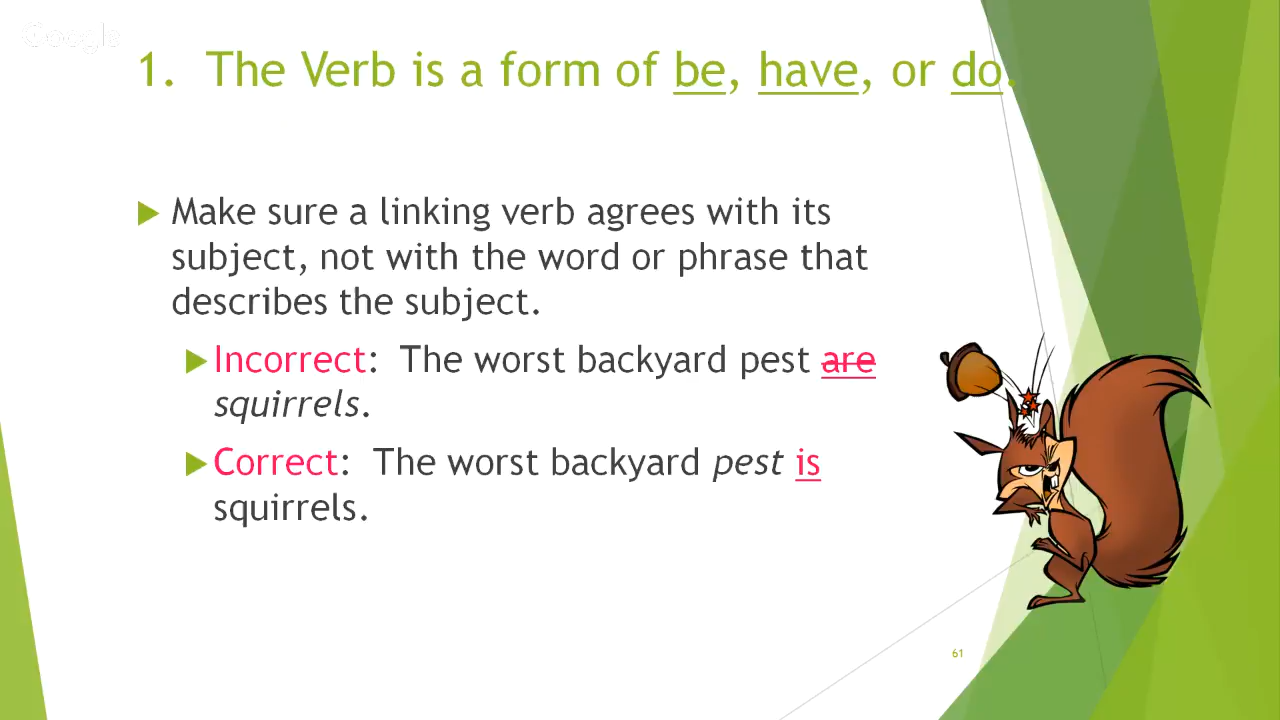 Google
1. The Verb is a form of be, have, or do.
Make sure a linking verb agrees with its
subject, not with the word or phrase that
describes the subject.
Incorrect: The worst backyard pest are
squirrels.
Correct: The worst backyard pest is
squirrels.
61